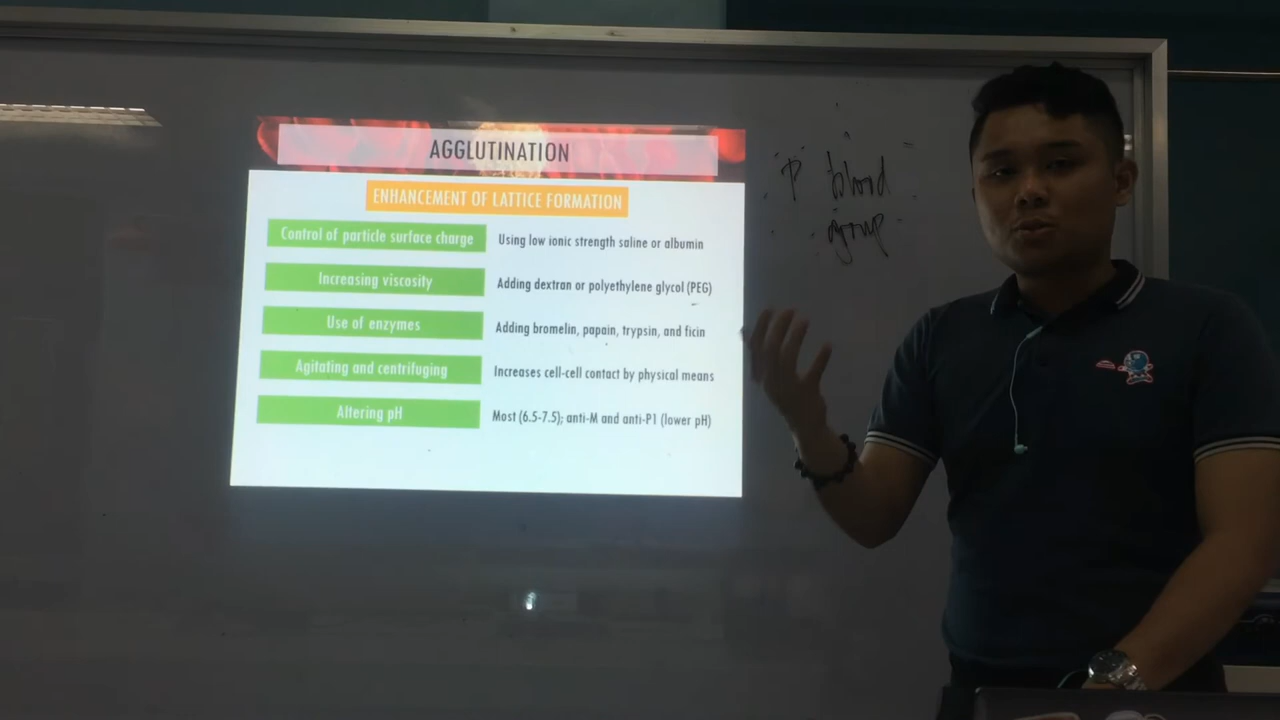 AGGLUTINATION
ENHANCEMENT OF LATTICE FORMATION
Control of particle surface charge
Using low ionic strength saline or albumin
Increasing viscosity
Adding dextran or polyethylene glycol (PEG)
Use of enzymes
Adding bromelin, papain, trypsin, and ficin
Agitating and centrifuging
Increases cell-cell contact by physical means
Altering pH
Most (6.5-7.5); anti-M and anti-P1 (lower pH)
P blood
group